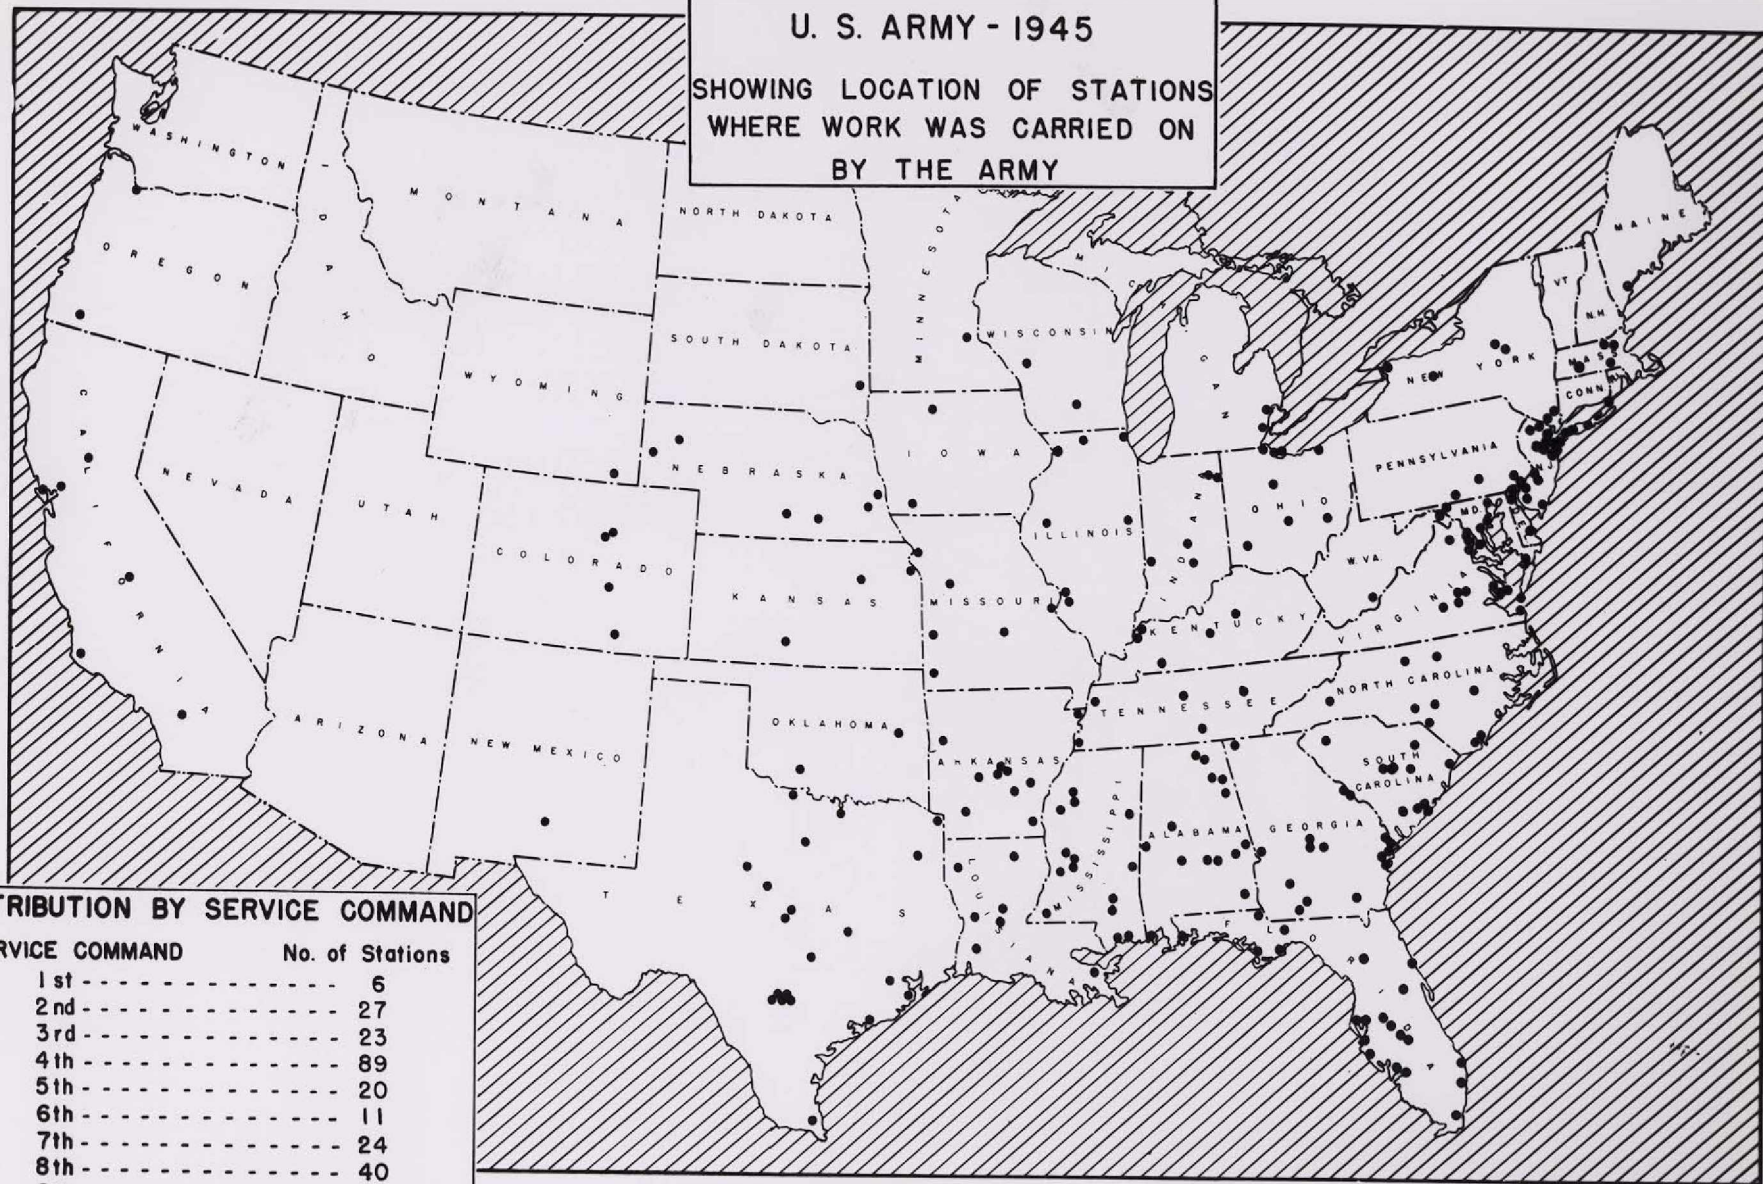 U. S. ARMY - 1945
SHOWING LOCATION OF STATIONS
WHERE WORK WAS CARRIED ON
BY THE ARMY
WASHINGTON
IDAHO
MONTANA
NORTH DAKOTA
MINNESOTA
MICHIGAN
MAINE
OREGON
SOUTH DAKOTA
WISCONSIN
VT
N.H.
MASS
CONN
NEW YORK
WYOMING
CALIFORNIA
NEVADA
UTAH
NEBRASKA
IOWA
PENNSYLVANIA
NJ
COLORADO
KANSAS
MISSOURI
ILLINOIS
INDIANA
OHIO
W.VA.
MD.
DEL
VIRGINIA
KENTUCKY
ARIZONA
NEW MEXICO
OKLAHOMA
ARKANSAS
TENNESSEE
NORTH CAROLINA
SOUTH
CAROLINA
TEXAS
LOUISIANA
MISSISSIPPI
ALABAMA
GEORGIA
FLORIDA
TRIBUTION BY SERVICE COMMAND
RVICE COMMAND No. of Stations
1st - - - - - - - - - - - - - - 6
2nd - - - - - - - - - - - - - - 27
3rd - - - - - - - - - - - - - - 23
4th - - - - - - - - - - - - - - 89
5th - - - - - - - - - - - - - - 20
6th - - - - - - - - - - - - - - 11
7th - - - - - - - - - - - - - - 24
8th - - - - - - - - - - - - - - 40